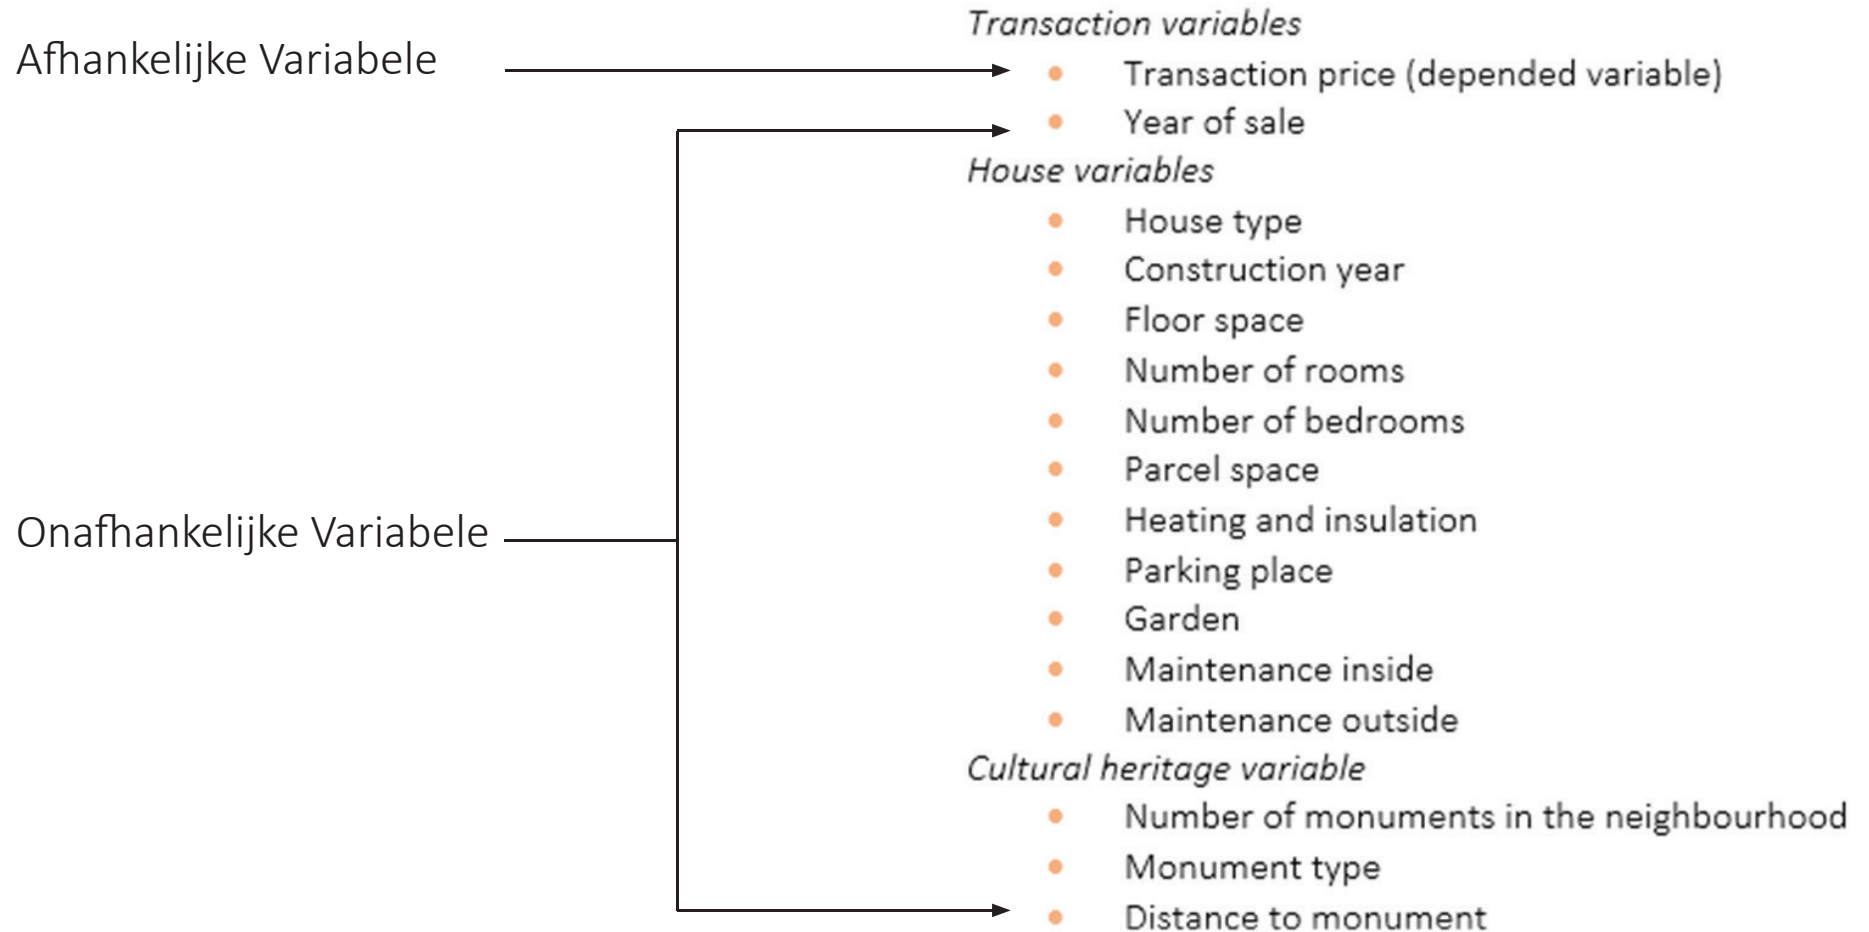 Afhankelijke Variabele
Onafhankelijke Variabele
Transaction variables
• Transaction price (depended variable)
• Year of sale
House variables
• House type
• Construction year
• Floor space
• Number of rooms
• Number of bedrooms
• Parcel space
• Heating and insulation
• Parking place
• Garden
• Maintenance inside
• Maintenance outside
Cultural heritage variable
• Number of monuments in the neighbourhood
• Monument type
• Distance to monument